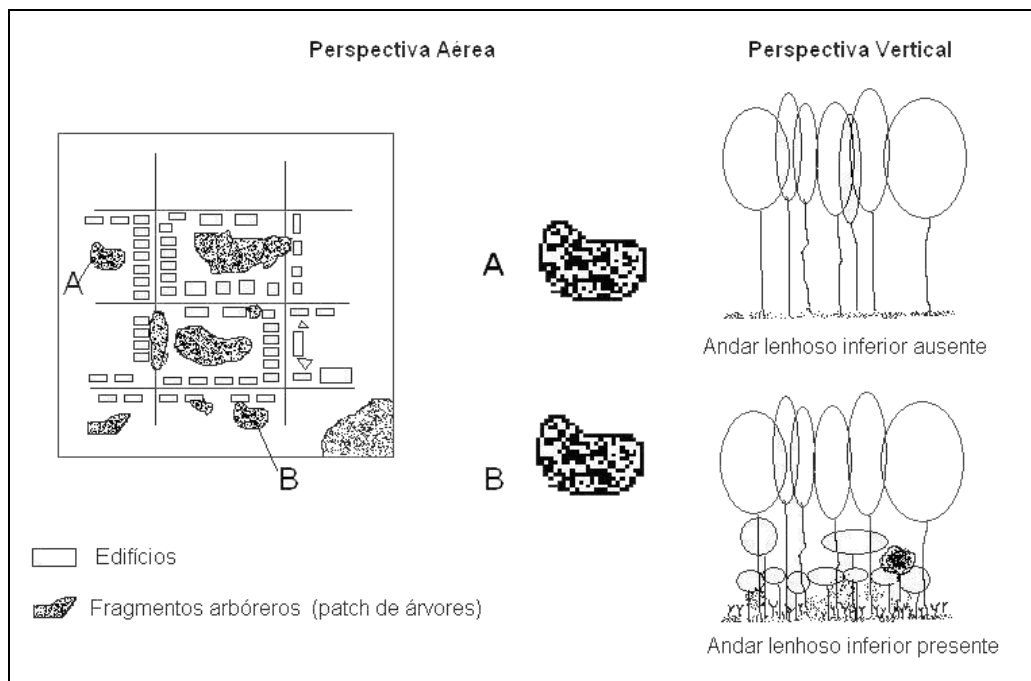 Perspectiva Aérea
Perspectiva Vertical
A
B
A
Andar lenhoso inferior ausente
B
Andar lenhoso inferior presente
Edifícios
Fragmentos arbóreros (patch de árvores)